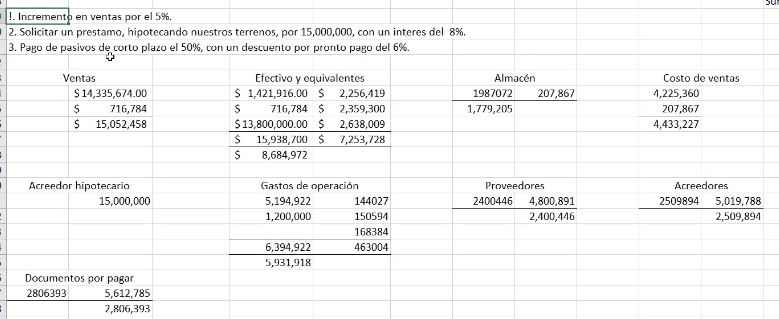 !. Incremento en ventas por el 5%.
2. Solicitar un prestamo, hipotecando nuestros terrenos, por 15,000,000, con un interes del 8%.
3. Pago de pasivos de corto plazo el 50%, con un descuento por pronto pago del 6%.
Ventas Efectivo y equivalentes Almacén Costo de ventas
$ 14,335,674.00 $ 1,421,916.00 $ 2,256,419 1987072 207,867 4,225,360
$ 716,784 $ 716,784 $ 2,359,300 1,779,205 207,867
$ 15,052,458 $ 13,800,000.00 $ 2,638,009 4,433,227
$ 15,938,700 $ 7,253,728
$ 8,684,972
Acreedor hipotecario Gastos de operación Proveedores Acreedores
15,000,000 5,194,922 144027 2400446 4,800,891 2509894 5,019,788
1,200,000 150594 2,400,446 2,509,894
168384
6,394,922 463004
5,931,918
Documentos por pagar
2806393 5,612,785
2,806,393